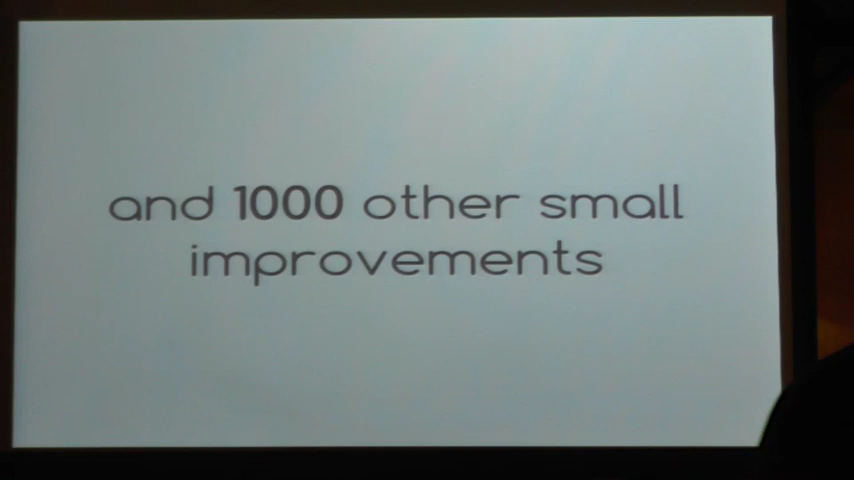 and 1000 other small
improvements